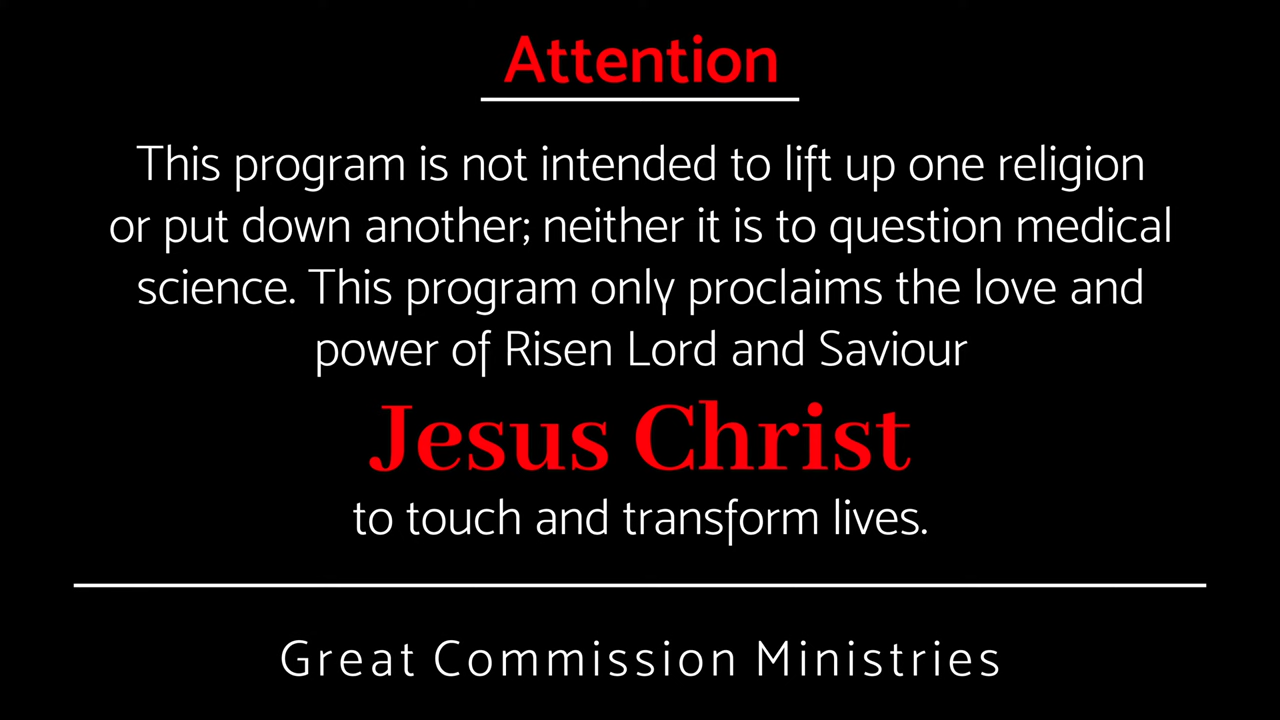 Attention
This program is not intended to lift up one religion
or put down another; neither it is to question medical
science. This program only proclaims the love and
power of Risen Lord and Saviour
Jesus Christ
to touch and transform lives.
Great Commission Ministries